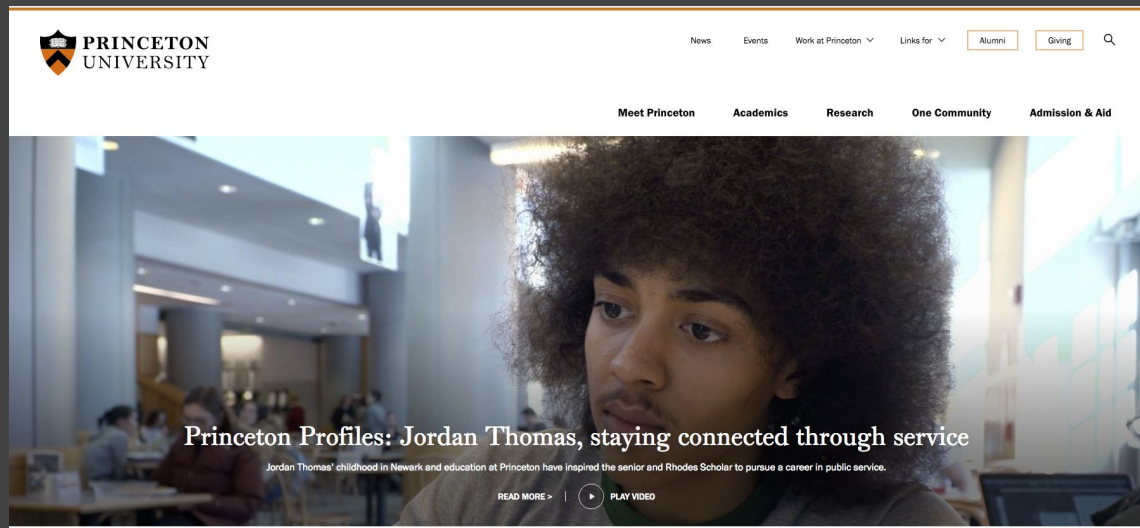 PRINCETON
UNIVERSITY
News Events Work at Princeton Links for Alumni Giving
Meet Princeton Academics Research One Community Admission & Aid
Princeton Profiles: Jordan Thomas, staying connected through service
Jordan Thomas' childhood in Newark and education at Princeton have inspired the senior and Rhodes Scholar to pursue a career in public service.
READ MORE > | PLAY VIDEO